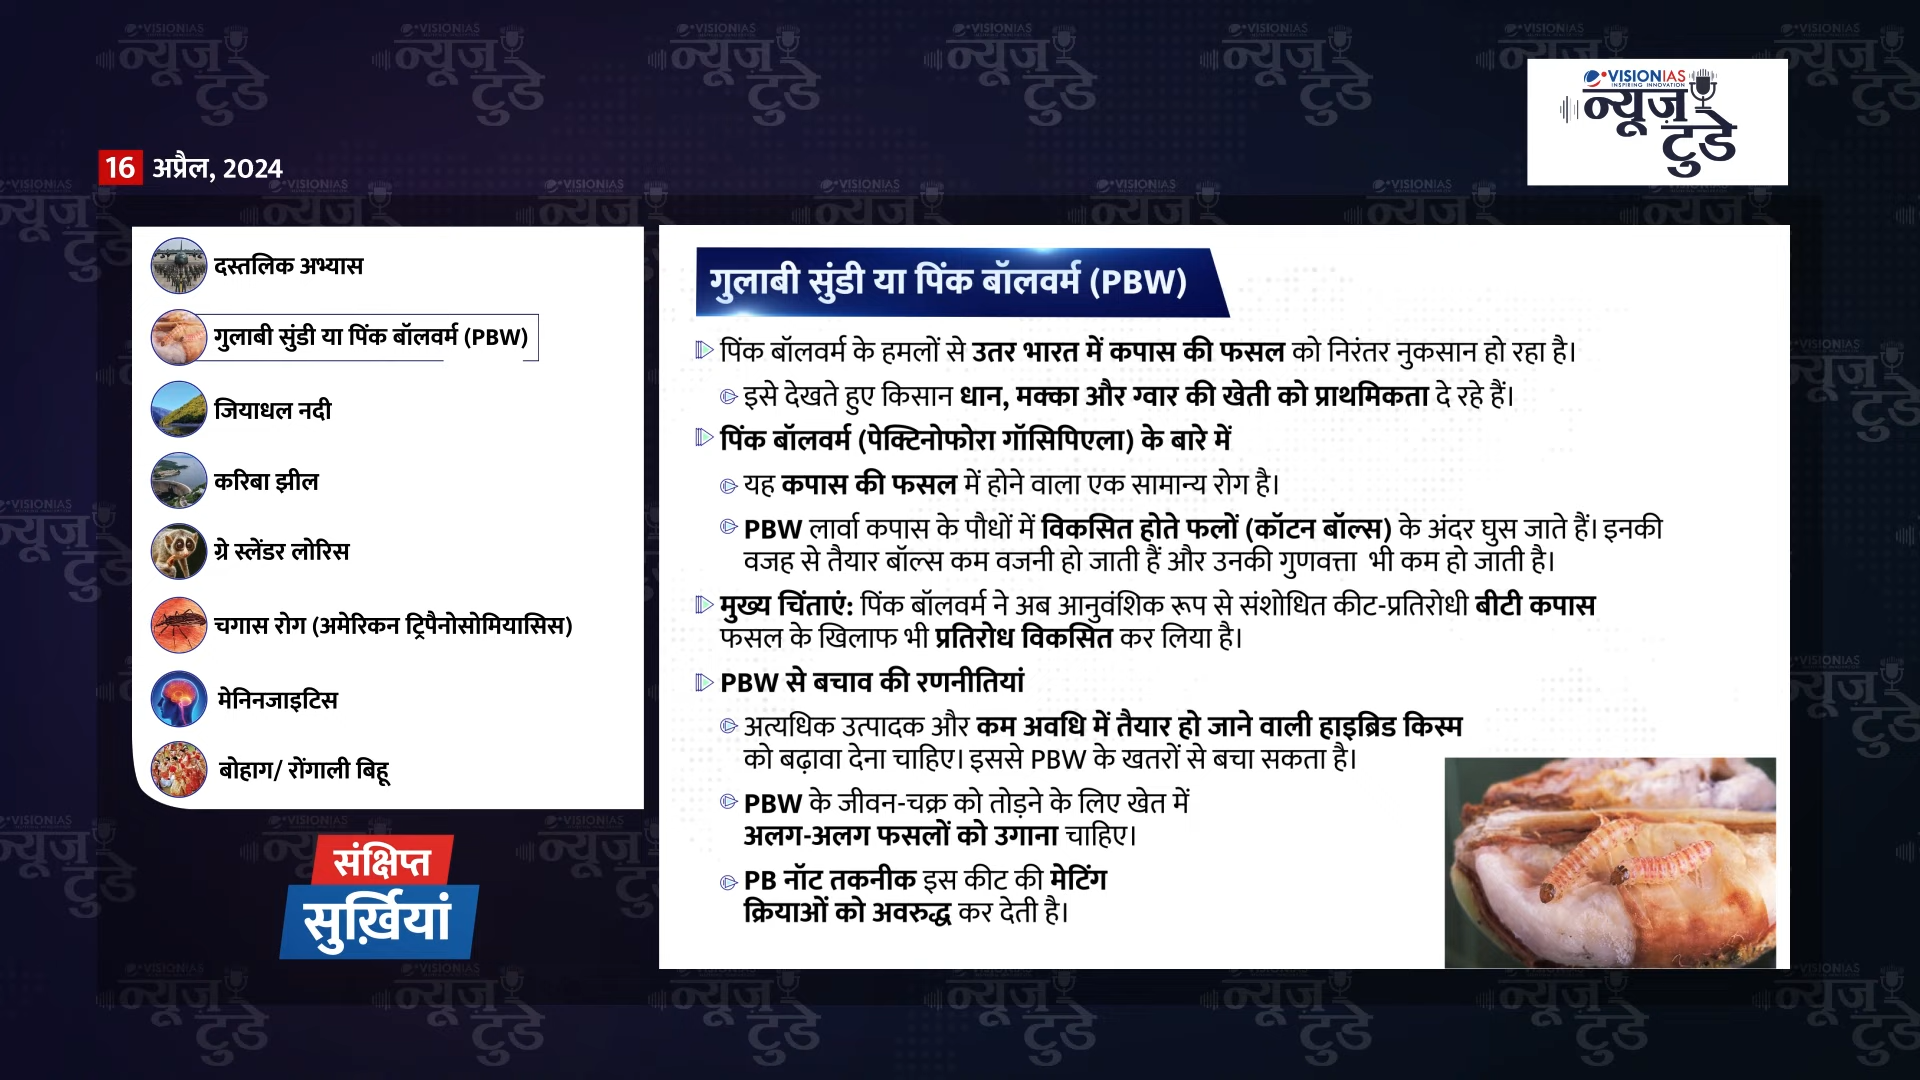 VISIONIAS
INSPIRING INNOVATION
न्यूज़
टुडे
16 अप्रैल, 2024
दस्तलिक अभ्यास
गुलाबी सुंडी या पिंक बॉलवर्म (PBW)
जियाधल नदी
करिबा झील
ग्रे स्लेंडर लोरिस
चगास रोग (अमेरिकन ट्रिपैनोसोमियासिस)
मेनिनजाइटिस
बोहाग/ रोंगाली बिहू
संक्षिप्त
सुर्ख़ियां
गुलाबी सुंडी या पिंक बॉलवर्म (PBW)
पिंक बॉलवर्म के हमलों से उतर भारत में कपास की फसल को निरंतर नुकसान हो रहा है।
इसे देखते हुए किसान धान, मक्का और ग्वार की खेती को प्राथमिकता दे रहे हैं।
पिंक बॉलवर्म (पेक्टिनोफोरा गॉसिपिएला) के बारे में
यह कपास की फसल में होने वाला एक सामान्य रोग है।
PBW लार्वा कपास के पौधों में विकसित होते फलों (कॉटन बॉल्स) के अंदर घुस जाते हैं। इनकी
वजह से तैयार बॉल्स कम वजनी हो जाती हैं और उनकी गुणवत्ता भी कम हो जाती है।
मुख्य चिंताएं: पिंक बॉलवर्म ने अब आनुवंशिक रूप से संशोधित कीट-प्रतिरोधी बीटी कपास
फसल के खिलाफ भी प्रतिरोध विकसित कर लिया है।
PBW से बचाव की रणनीतियां
अत्यधिक उत्पादक और कम अवधि में तैयार हो जाने वाली हाइब्रिड किस्म
को बढ़ावा देना चाहिए। इससे PBW के खतरों से बचा सकता है।
PBW के जीवन-चक्र को तोड़ने के लिए खेत में
अलग-अलग फसलों को उगाना चाहिए।
PB नॉट तकनीक इस कीट की मेटिंग
क्रियाओं को अवरुद्ध कर देती है।